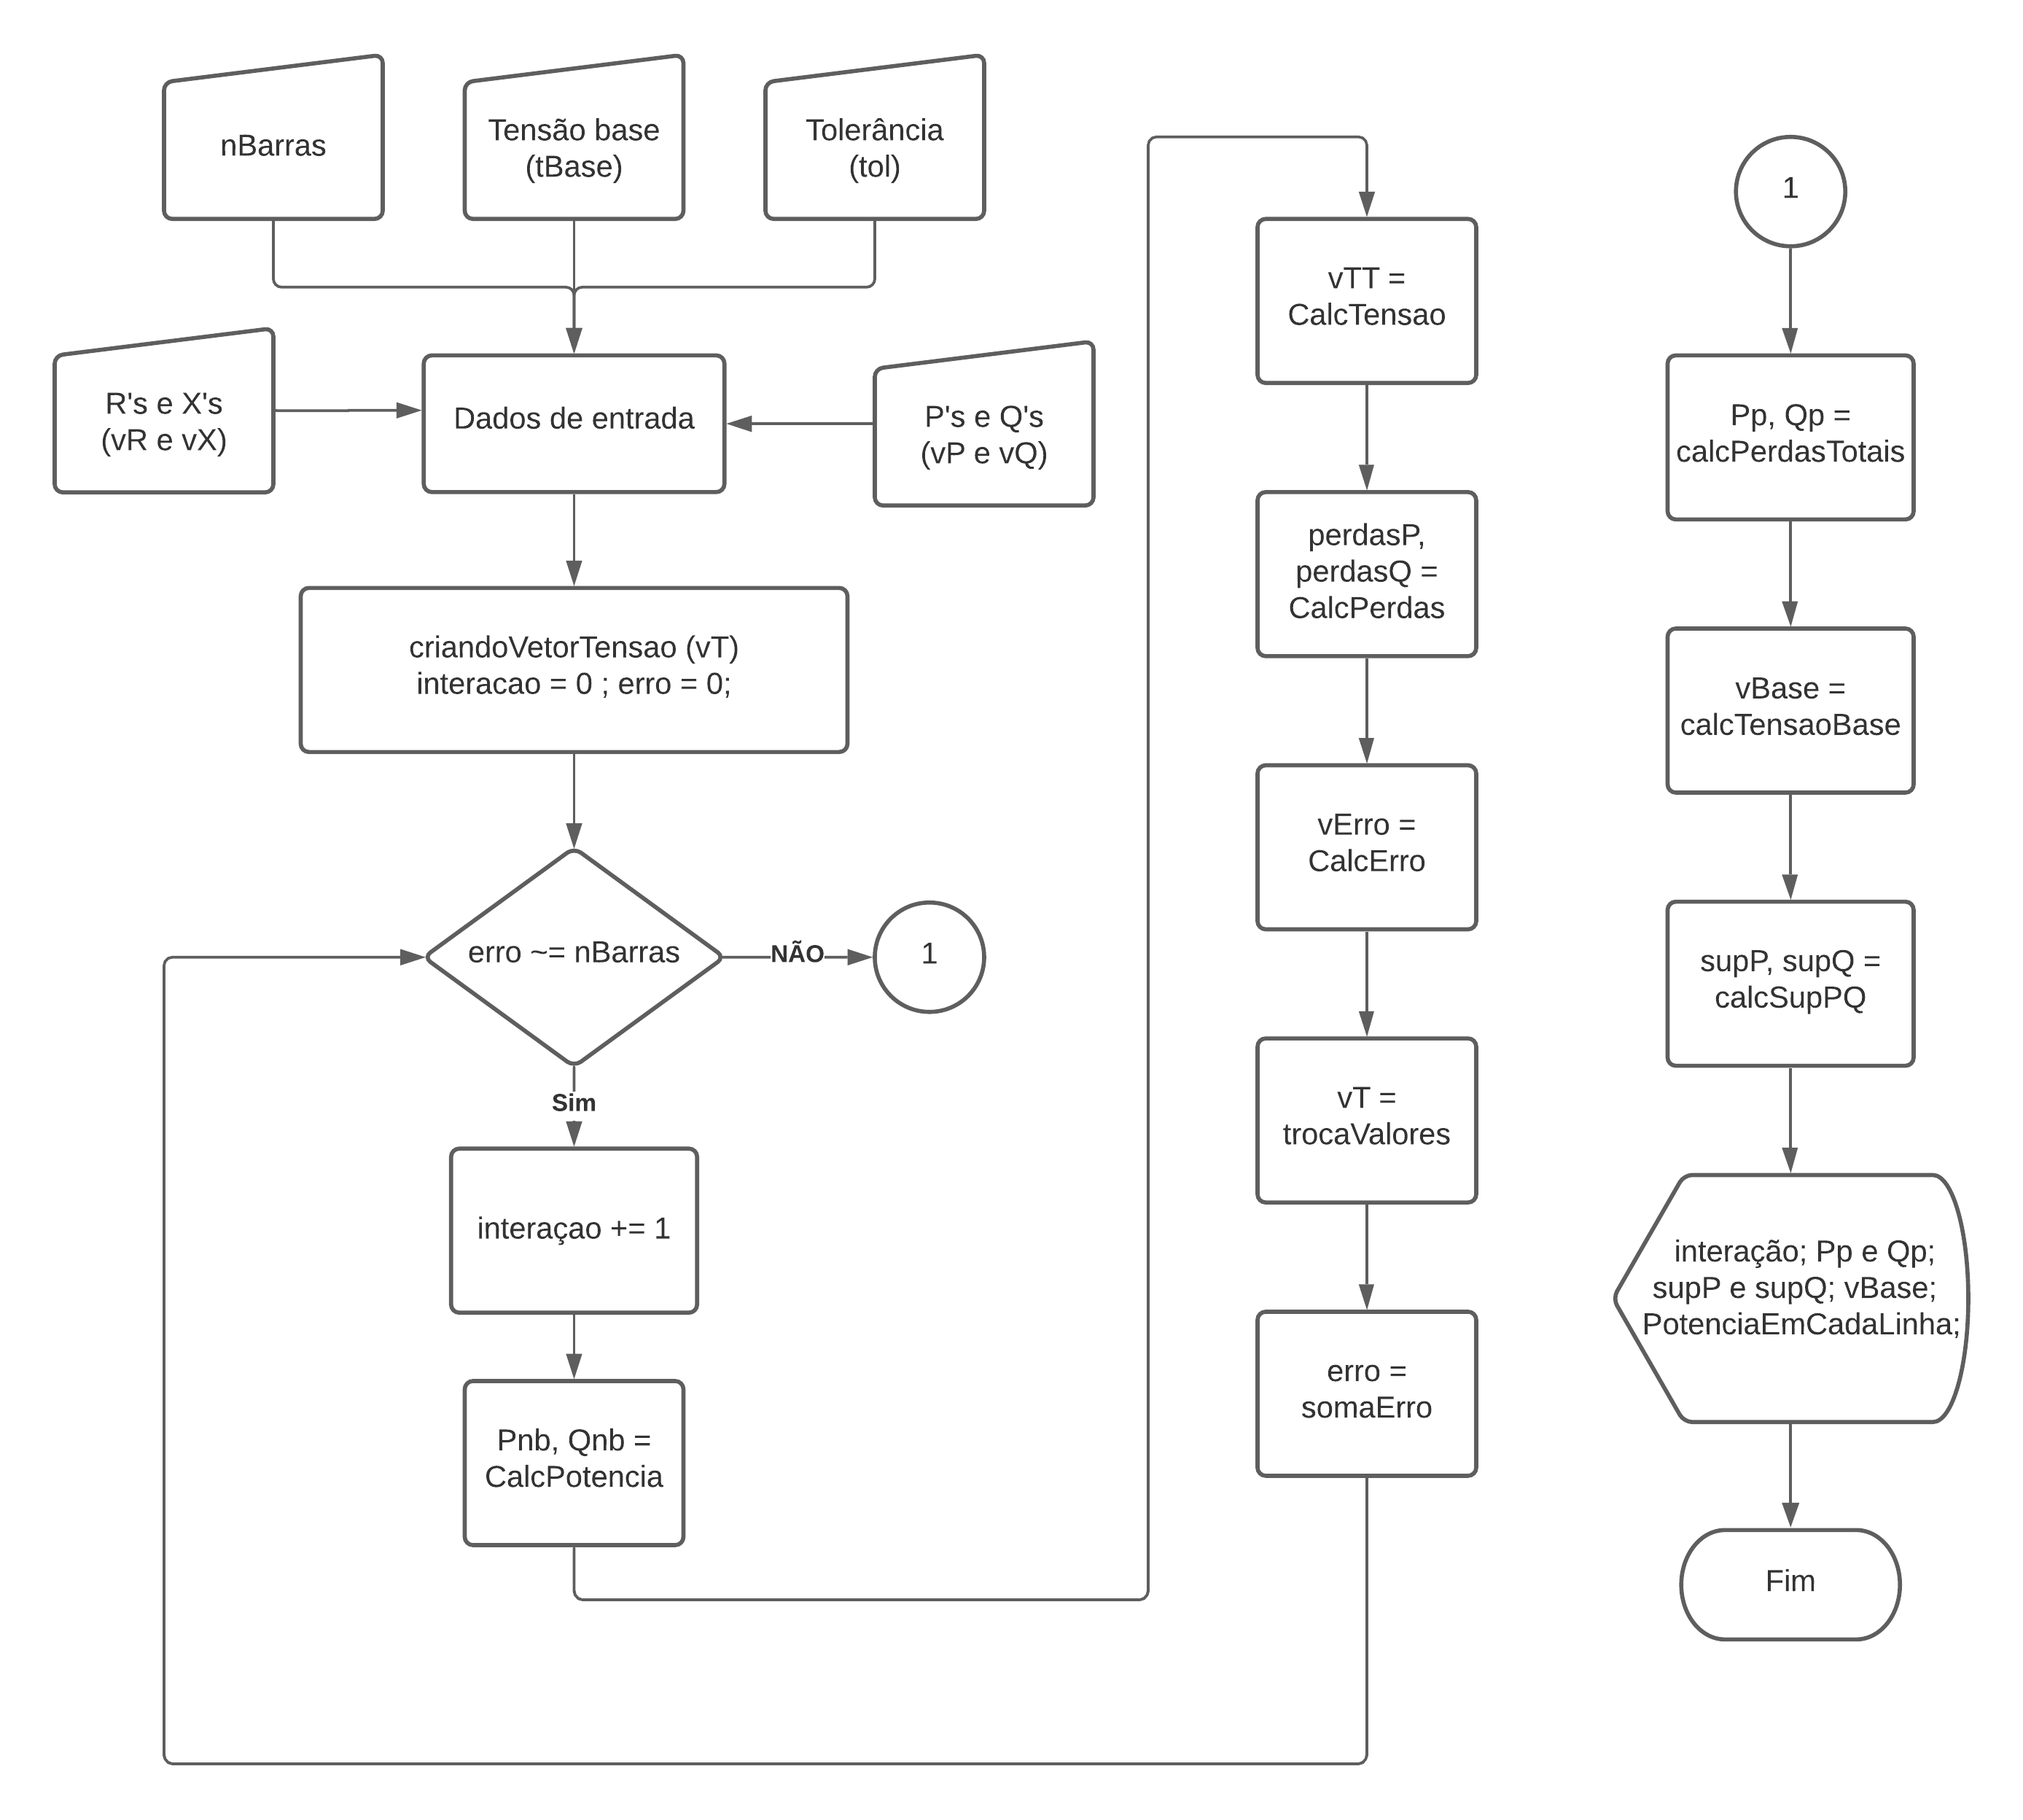 nBarras
Tensão base
(tBase)
Tolerância
(tol)
R's e X's
(vR e vX)
Dados de entrada
P's e Q's
(vP e vQ)
criandoVetorTensao (vT)
interacao = 0 ; erro = 0;
erro ~= nBarras
NÃO
1
Sim
interaçao += 1
Pnb, Qnb =
CalcPotencia
vTT =
CalcTensao
perdasP,
perdasQ =
CalcPerdas
vErro =
CalcErro
vT =
trocaValores
erro =
somaErro
1
Pp, Qp =
calcPerdasTotais
vBase =
calcTensaoBase
supP, supQ =
calcSupPQ
interação; Pp e Qp;
supP e supQ; vBase;
PotenciaEmCadaLinha;
Fim